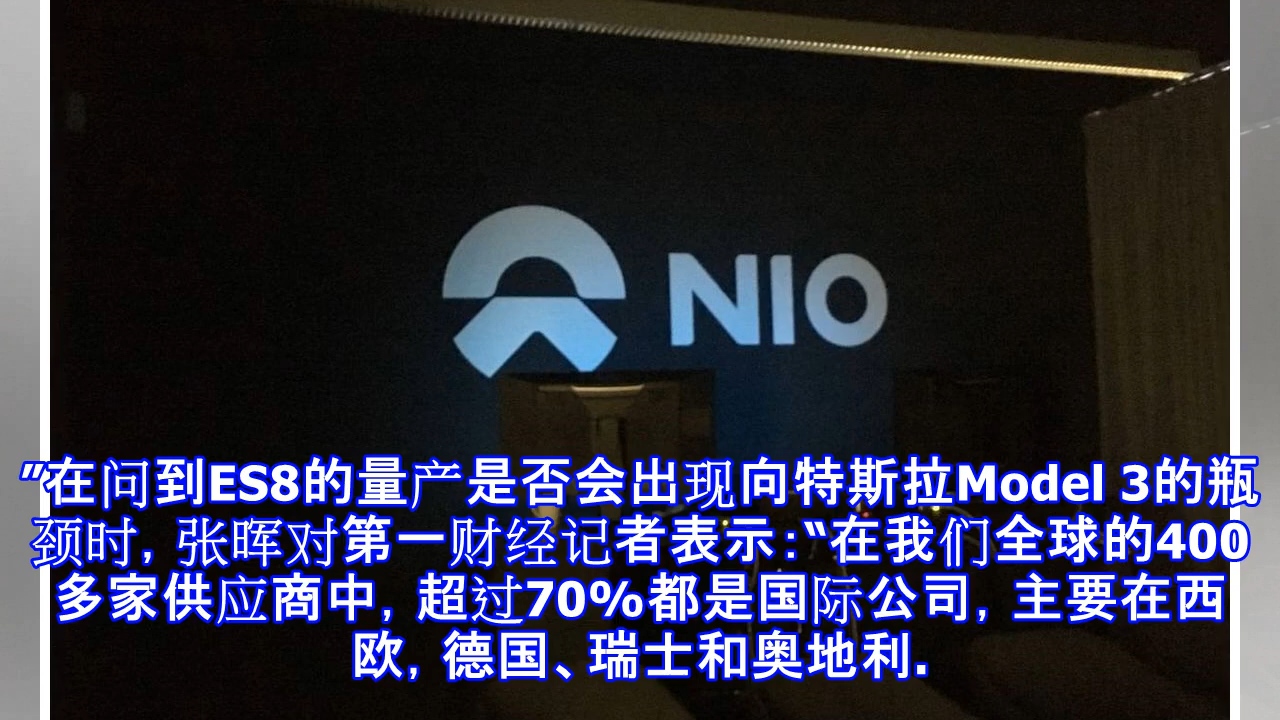 NIO
"在问到ES8的量产是否会出现向特斯拉Model 3的瓶
颈时, 张晖对第一财经记者表示:“在我们全球的400
多家供应商中, 超过70%都是国际公司, 主要在西
欧, 德国、瑞士和奥地利.